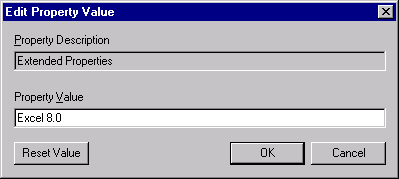 Edit Property Value
Property Description
Extended Properties
Property Value
Excel 8.0
Reset Value
OK
Cancel